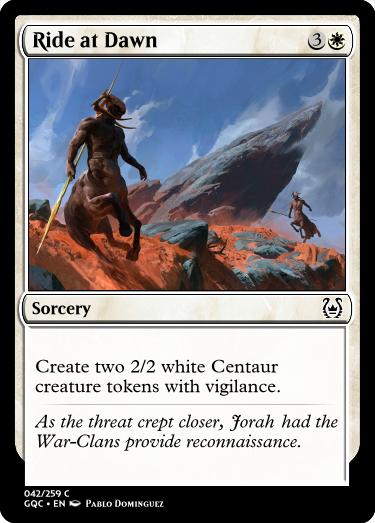 Ride at Dawn 3
Sorcery
Create two 2/2 white Centaur
creature tokens with vigilance.
As the threat crept closer, Jorah had the
War-Clans provide reconnaissance.
042/259 C
GQC • EN Pablo Dominguez